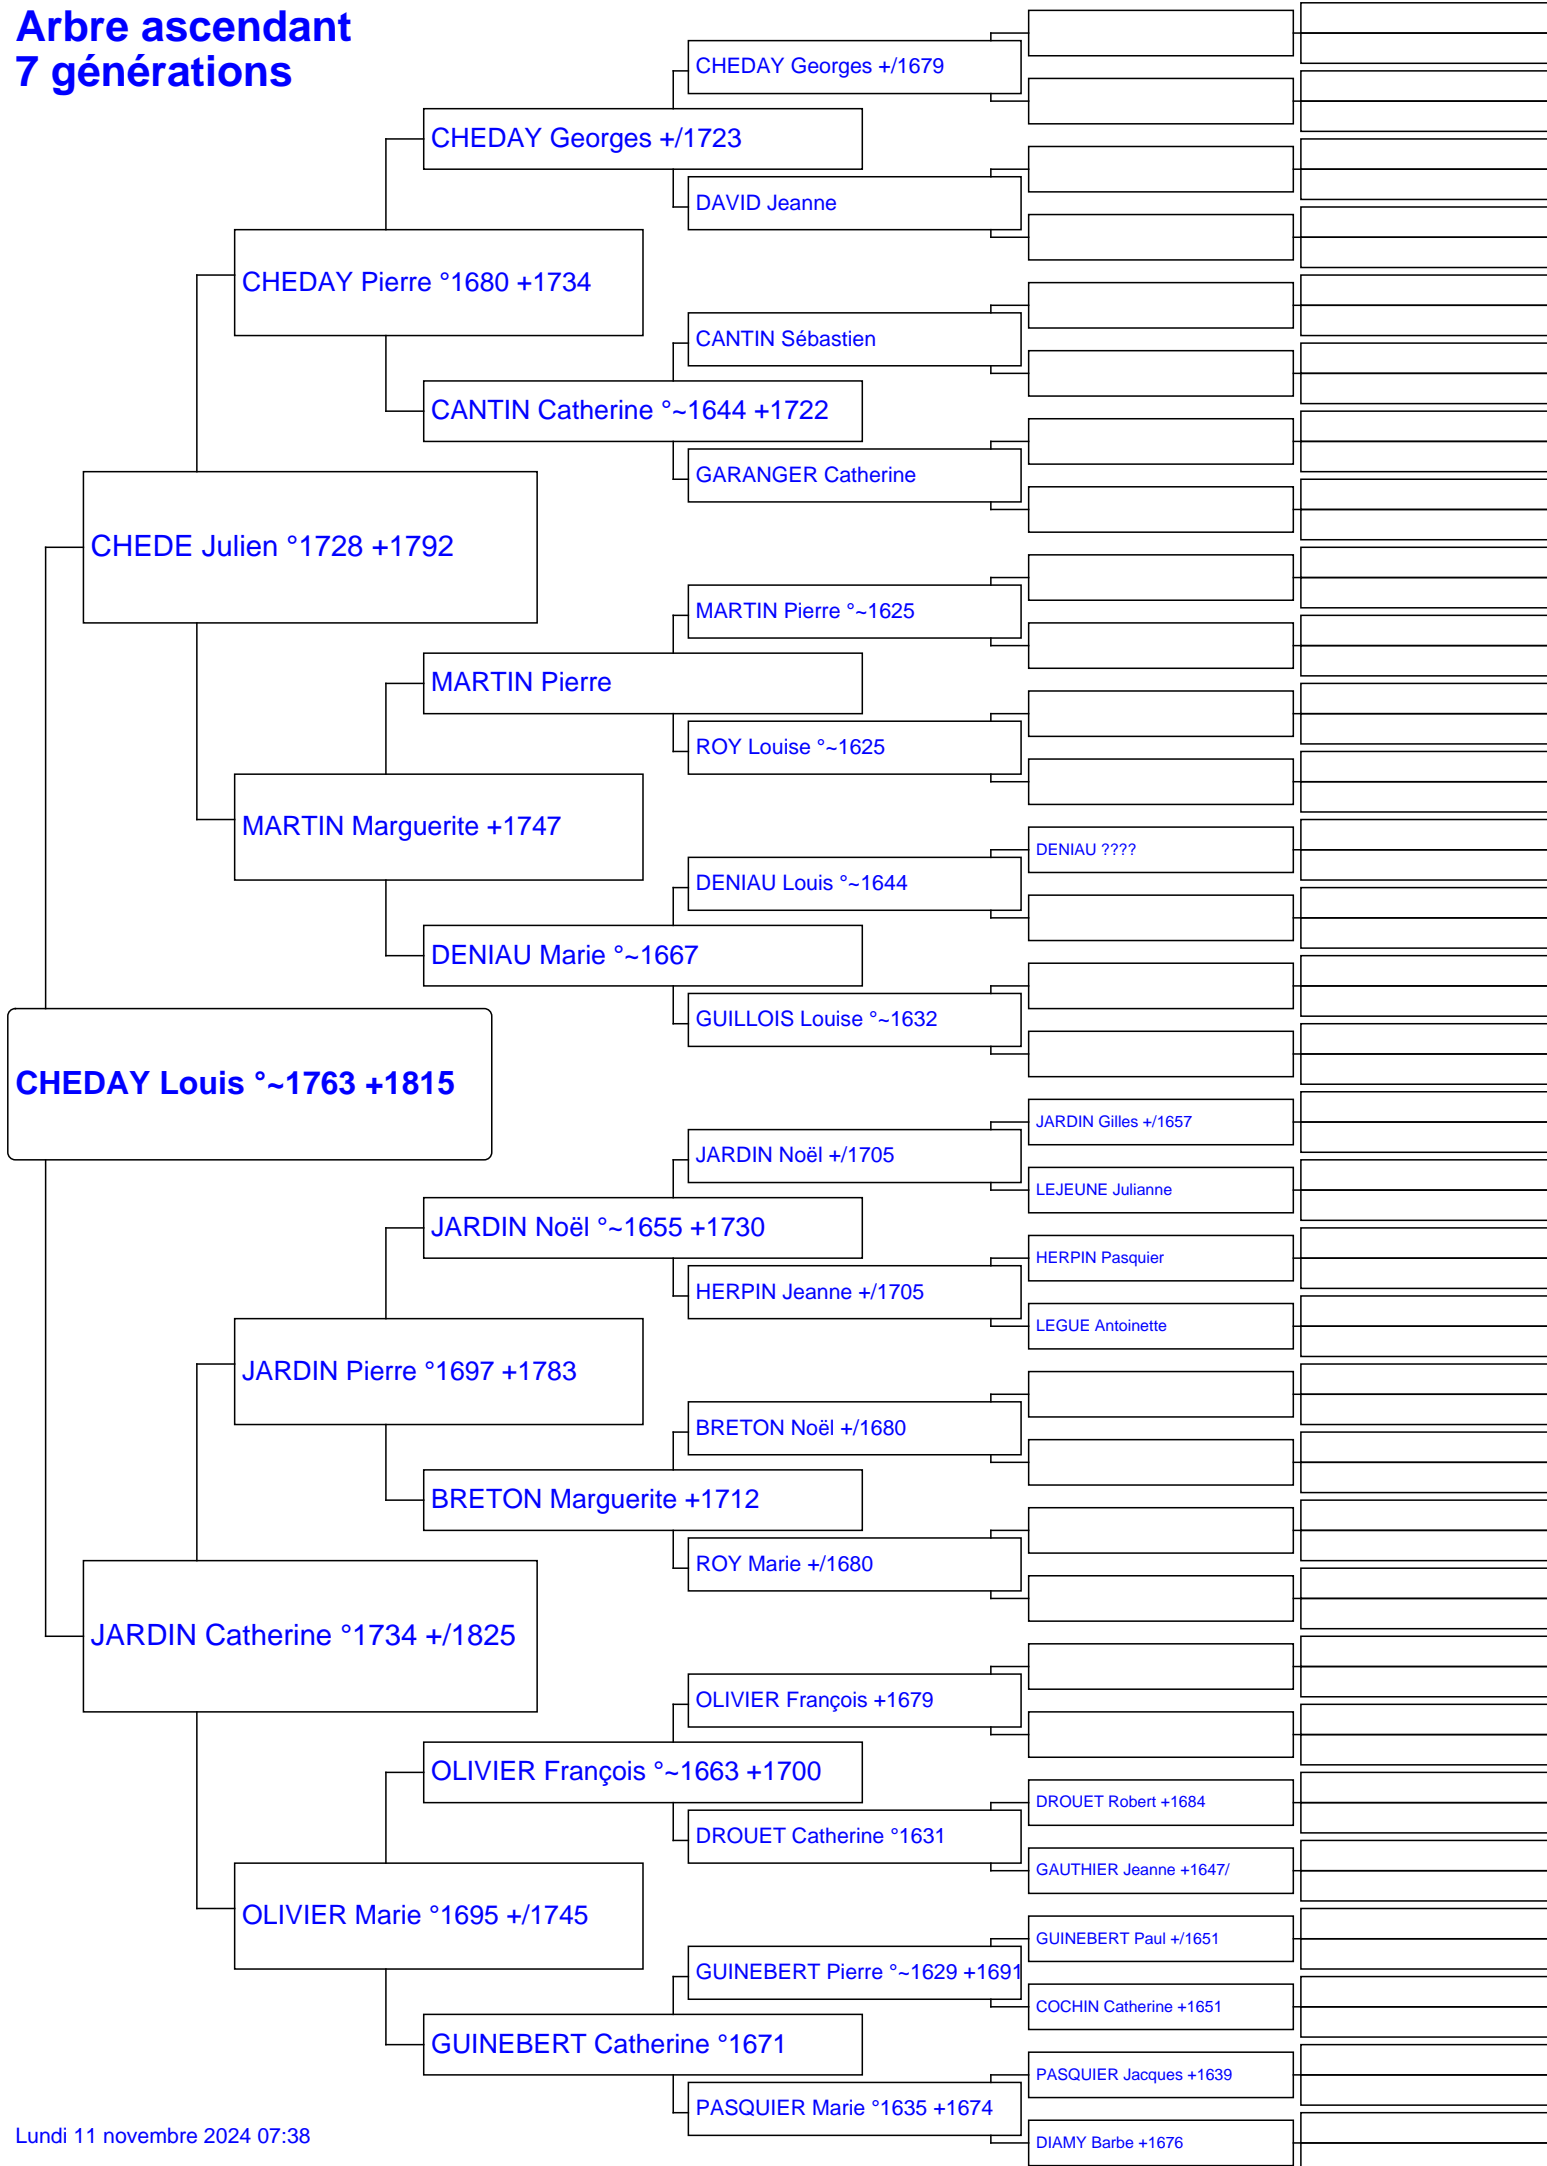 Arbre ascendant
7 générations
CHEDAY Georges +/1679
CHEDAY Georges +/1723
DAVID Jeanne
CHEDAY Pierre °1680 +1734
CANTIN Sébastien
CANTIN Catherine °~1644 +1722
GARANGER Catherine
CHEDE Julien °1728 +1792
MARTIN Pierre °~1625
MARTIN Pierre
ROY Louise °~1625
MARTIN Marguerite +1747
DENIAU ????
DENIAU Louis °~1644
DENIAU Marie °~1667
GUILLOIS Louise °~1632
CHEDAY Louis °~1763 +1815
JARDIN Gilles +/1657
JARDIN Noël +/1705
LEJEUNE Julianne
JARDIN Noël °~1655 +1730
HERPIN Pasquier
HERPIN Jeanne +/1705
LEGUE Antoinette
JARDIN Pierre °1697 +1783
BRETON Noël +/1680
BRETON Marguerite +1712
ROY Marie +/1680
JARDIN Catherine °1734 +/1825
OLIVIER François +1679
OLIVIER François °~1663 +1700
DROUET Robert +1684
DROUET Catherine °1631
GAUTHIER Jeanne +1647/
OLIVIER Marie °1695 +/1745
GUINEBERT Paul +/1651
GUINEBERT Pierre °~1629 +1691
COCHIN Catherine +1651
GUINEBERT Catherine °1671
PASQUIER Jacques +1639
PASQUIER Marie °1635 +1674
DIAMY Barbe +1676
Lundi 11 novembre 2024 07:38